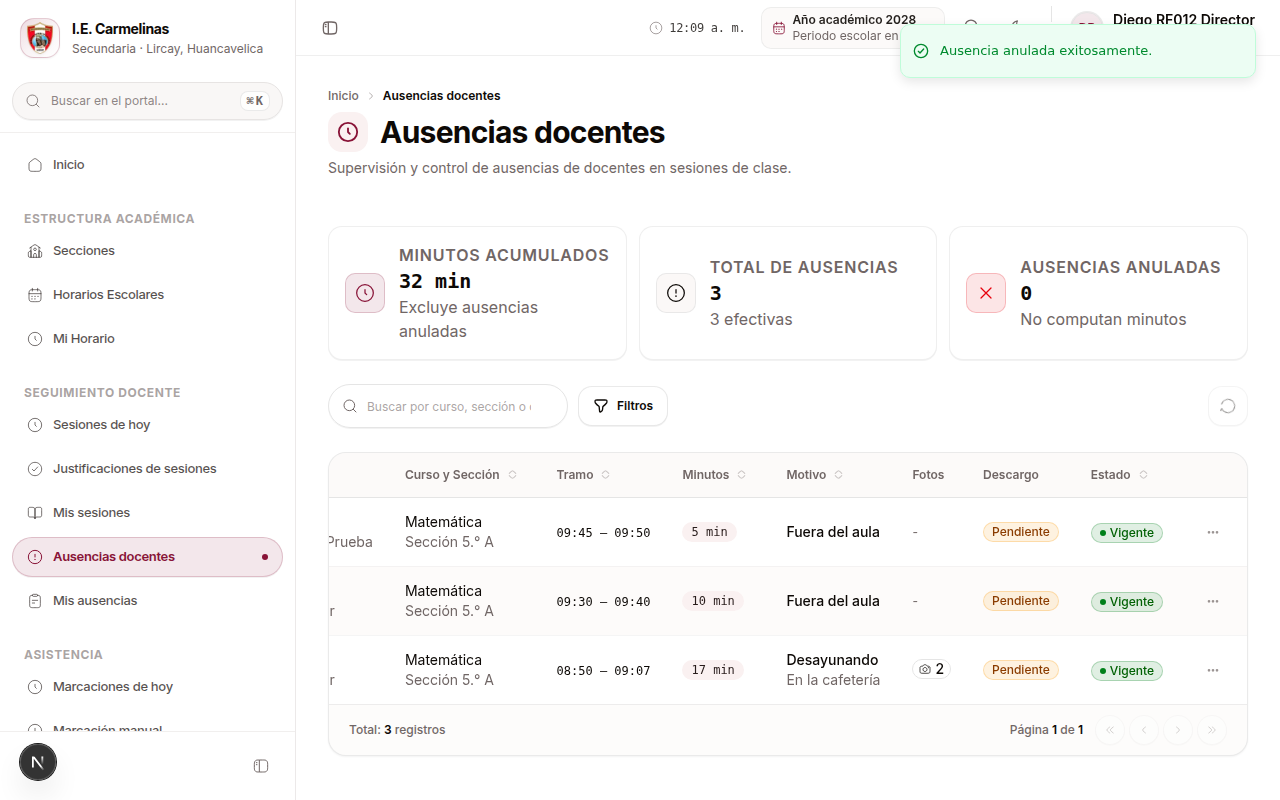 I.E. Carmelinas
Secundaria · Lircay, Huancavelica
Buscar en el portal...
⌘K
Inicio
ESTRUCTURA ACADÉMICA
Secciones
Horarios Escolares
Mi Horario
SEGUIMIENTO DOCENTE
Sesiones de hoy
Justificaciones de sesiones
Mis sesiones
Ausencias docentes
Mis ausencias
ASISTENCIA
Marcaciones de hoy
Marcación manual
12:09 a. m.
Año académico 2028
Periodo escolar en
Diego RF012 Director
Ausencia anulada exitosamente.
Inicio > Ausencias docentes
Ausencias docentes
Supervisión y control de ausencias de docentes en sesiones de clase.
MINUTOS ACUMULADOS
32 min
Excluye ausencias
anuladas
TOTAL DE AUSENCIAS
3
3 efectivas
AUSENCIAS ANULADAS
0
No computan minutos
Buscar por curso, sección o
Filtros
Curso y Sección Tramo Minutos Motivo Fotos Descargo Estado
Prueba Matemática Sección 5.° A 09:45 – 09:50 5 min Fuera del aula - Pendiente Vigente ···
r Matemática Sección 5.° A 09:30 – 09:40 10 min Fuera del aula - Pendiente Vigente ···
r Matemática Sección 5.° A 08:50 – 09:07 17 min Desayunando En la cafetería 2 Pendiente Vigente ···
Total: 3 registros
Página 1 de 1
« ‹ › »
N